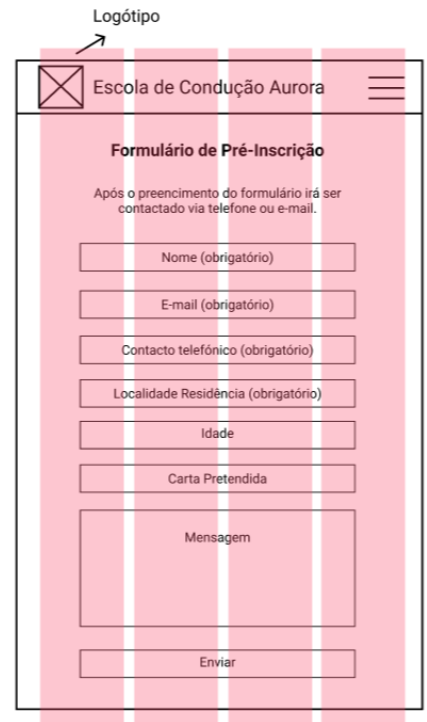 Logótipo
Escola de Condução Aurora
Formulário de Pré-Inscrição
Após o preencimento do formulário irá ser
contactado via telefone ou e-mail.
Nome (obrigatório)
E-mail (obrigatório)
Contacto telefónico (obrigatório)
Localidade Residência (obrigatório)
Idade
Carta Pretendida
Mensagem
Enviar